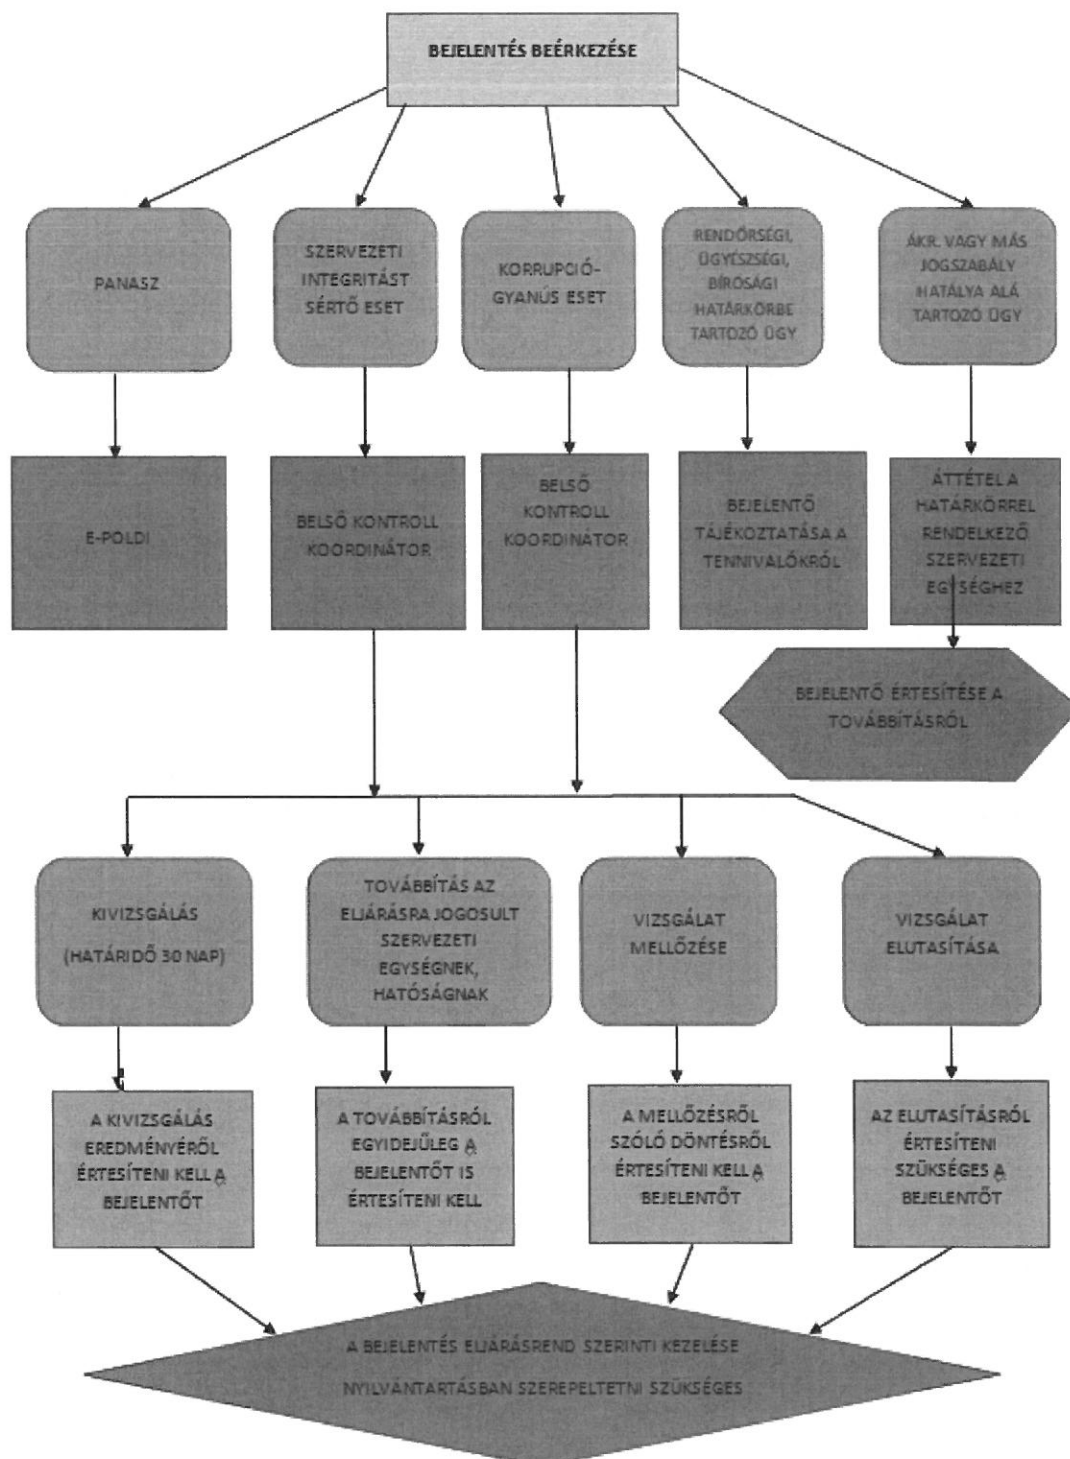 BEJELENTÉS BEÉRKEZÉSE
PANASZ
SZERVEZETI
INTEGRITÁST
SÉRTŐ ESET
KORRUPCIÓ-
GYANÚS ESET
RENDŐRSÉGI,
ÜGYÉSZSÉGI,
BÍRÓSÁGI
HATÁRKÖRBE
TARTOZÓ ÜGY
ÁKR. VAGY MÁS
JOGSZABÁLY
HATÁLYA ALÁ
TARTOZÓ ÜGY
E-POLDI
BELSŐ KONTROLL
KOORDINÁTOR
BELSŐ
KONTROLL
KOORDINÁTOR
BEJELENTŐ
TÁJÉKOZTATÁSA A
TENNIVALÓKRÓL
ÁTTÉTEL A
HATÁRKÖRREL
RENDELKEZŐ
SZERVEZETI
EGYSÉGHEZ
BEJELENTŐ ÉRTESÍTÉSE A
TOVÁBBÍTÁSRÓL
KIVIZSGÁLÁS
(HATÁRIDŐ 30 NAP)
TOVÁBBÍTÁS AZ
ELJÁRÁSRA JOGOSULT
SZERVEZETI
EGYSÉGNEK,
HATÓSÁGNAK
VIZSGÁLAT
MELLŐZÉSE
VIZSGÁLAT
ELUTASÍTÁSA
A KIVIZSGÁLÁS
EREDMÉNYÉRŐL
ÉRTESÍTENI KELL A
BEJELENTŐT
A TOVÁBBÍTÁSRÓL
EGYIDEJŰLEG A
BEJELENTŐT IS
ÉRTESÍTENI KELL
A MELLŐZÉSRŐL
SZÓLÓ DÖNTÉSRŐL
ÉRTESÍTENI KELL A
BEJELENTŐT
AZ ELUTASÍTÁSRÓL
ÉRTESÍTENI
SZÜKSÉGES A
BEJELENTŐT
A BEJELENTÉS ELJÁRÁSREND SZERINTI KEZELÉSE
NYILVÁNTARTÁSBAN SZEREPELTETNI SZÜKSÉGES